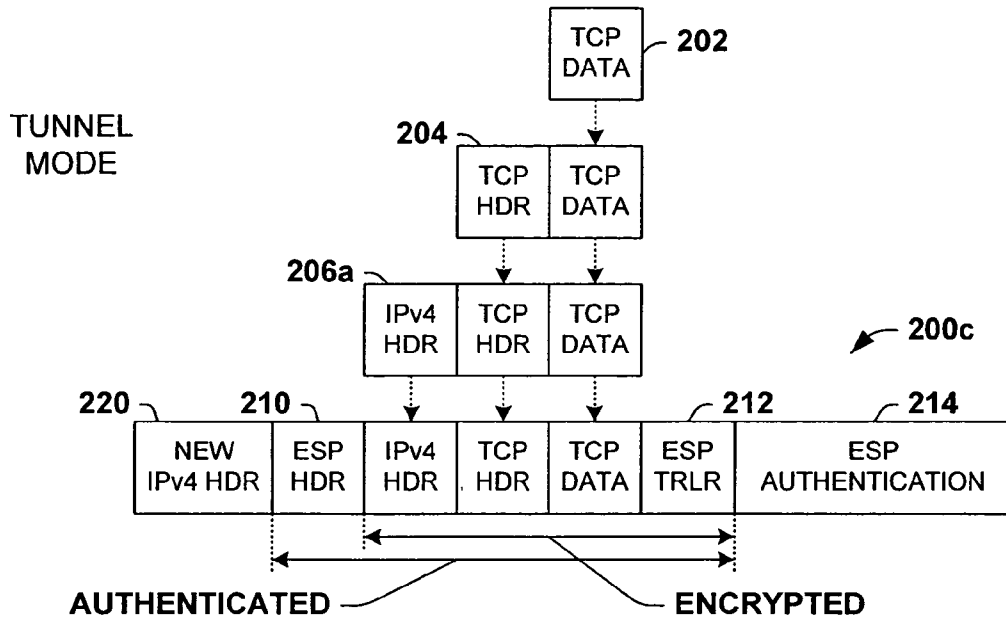 TCP
DATA
202
TUNNEL
MODE
204
TCP
HDR
TCP
DATA
206a
IPv4
HDR
TCP
HDR
TCP
DATA
200c
220
210
212
214
NEW
IPv4 HDR
ESP
HDR
IPv4
HDR
TCP
HDR
TCP
DATA
ESP
TRLR
ESP
AUTHENTICATION
AUTHENTICATED
ENCRYPTED